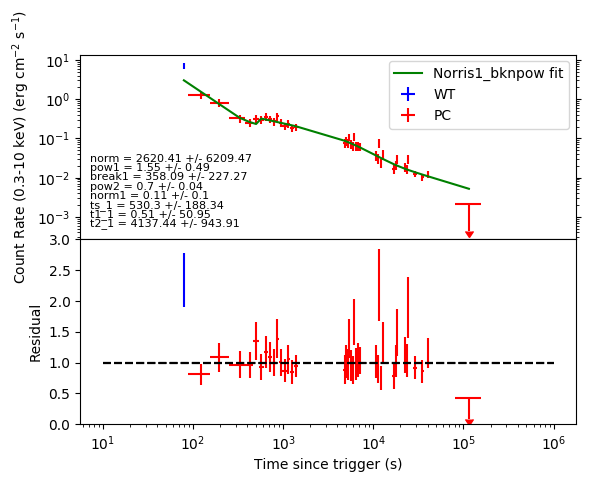 Count Rate (0.3-10 keV) (erg cm⁻² s⁻¹)
10¹
10⁰
10⁻¹
10⁻²
10⁻³
Norris1_bknpow fit
WT
PC
norm = 2620.41 +/- 6209.47
pow1 = 1.55 +/- 0.49
break1 = 358.09 +/- 227.27
pow2 = 0.7 +/- 0.04
norm1 = 0.11 +/- 0.1
ts_1 = 530.3 +/- 188.34
t1_1 = 0.51 +/- 50.95
t2_1 = 4137.44 +/- 943.91
Residual
3.0
2.5
2.0
1.5
1.0
0.5
0.0
10¹ 10² 10³ 10⁴ 10⁵ 10⁶
Time since trigger (s)